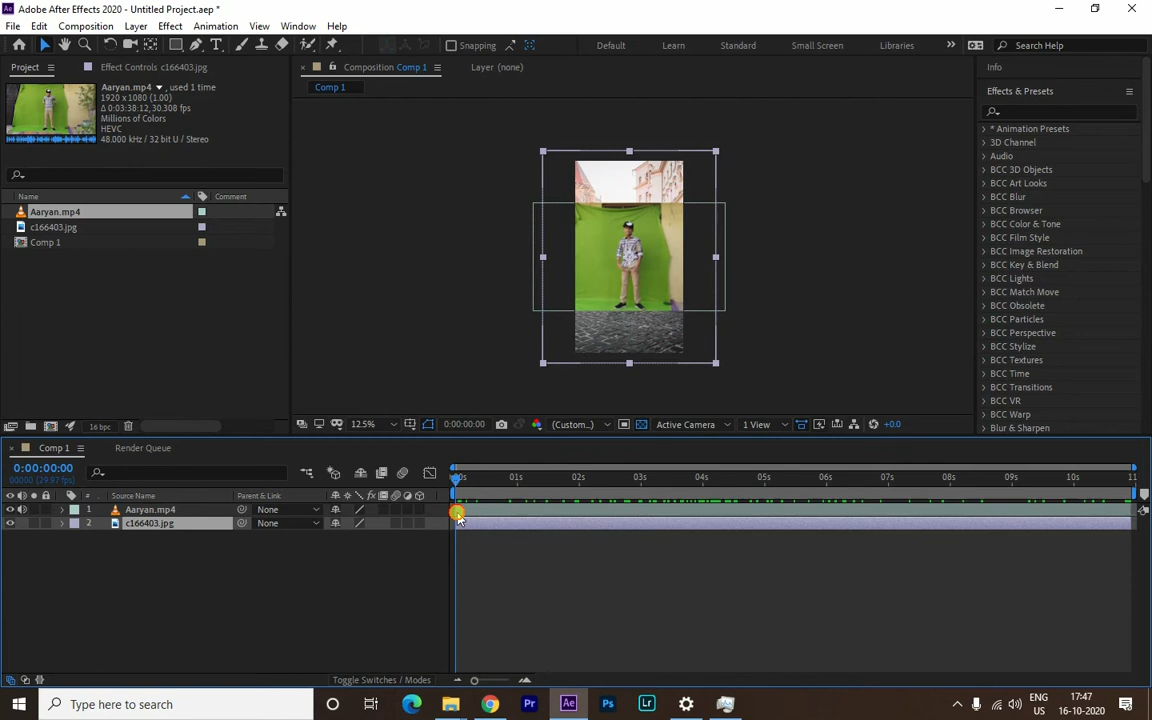 Adobe After Effects 2020 - Untitled Project.aep *
File Edit Composition Layer Effect Animation View Window Help
Snapping Default Learn Standard Small Screen Libraries Search Help
Project Effect Controls c166403.jpg Composition Comp 1 Layer (none) Info
Comp 1
Aaryan.mp4 , used 1 time
1920 x 1080 (1.00)
Δ 0:03:38:12, 30.308 fps
Millions of Colors
HEVC
48.000 kHz / 32 bit U / Stereo
Name Comment
Aaryan.mp4
c166403.jpg
Comp 1
Effects & Presets
* Animation Presets
3D Channel
Audio
BCC 3D Objects
BCC Art Looks
BCC Blur
BCC Browser
BCC Color & Tone
BCC Film Style
BCC Image Restoration
BCC Key & Blend
BCC Lights
BCC Match Move
BCC Obsolete
BCC Particles
BCC Perspective
BCC Stylize
BCC Textures
BCC Time
BCC Transitions
BCC VR
BCC Warp
Blur & Sharpen
16 bpc 12.5% 0:00:00:00 (Custom...) Active Camera 1 View +0.0
Comp 1 Render Queue
0:00:00:00
00000 (29.97 fps)
:00s 01s 02s 03s 04s 05s 06s 07s 08s 09s 10s 11
# Source Name Parent & Link
1 Aaryan.mp4 None
2 c166403.jpg None
Toggle Switches / Modes
Type here to search
Pr Ae Ps Lr
ENG 17:47
US 16-10-2020